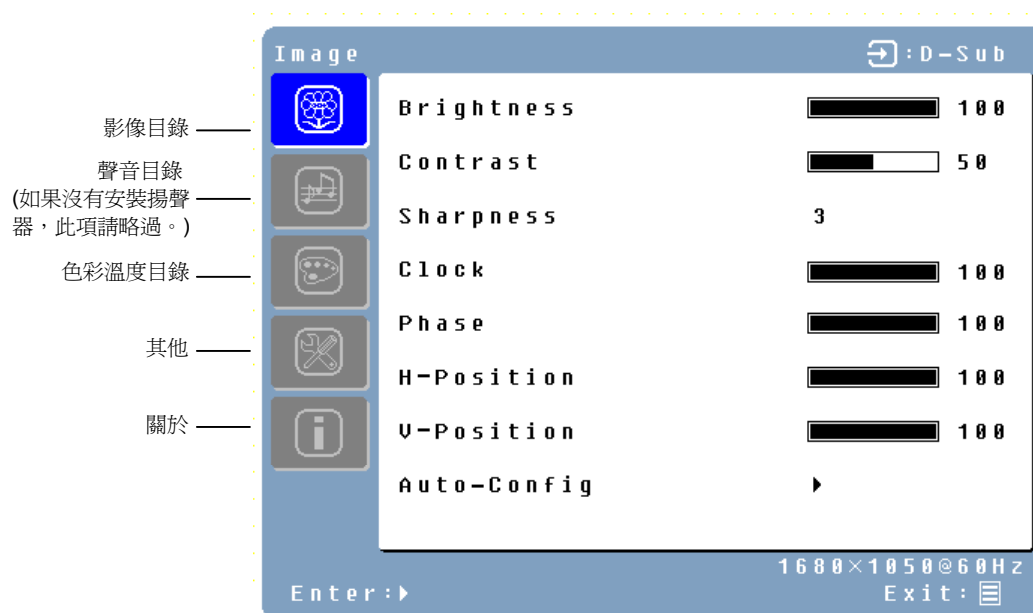 Image
:D-Sub
影像目錄
聲音目錄
(如果沒有安裝揚聲
器，此項請略過。)
色彩溫度目錄
其他
關於
Brightness 100
Contrast 50
Sharpness 3
Clock 100
Phase 100
H-Position 100
V-Position 100
Auto-Config
1680×1050@60Hz
Enter:
Exit: